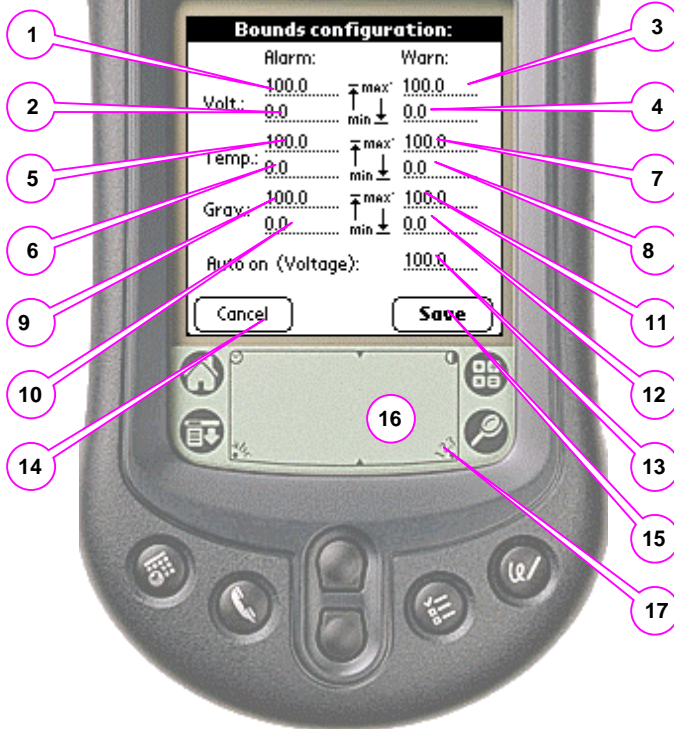 Bounds configuration:
Alarm: Warn:
100.0 max 100.0
Volt.:
0.0 min 0.0
100.0 max 100.0
Temp.:
0.0 min 0.0
100.0 max 100.0
Grav.:
0.0 min 0.0
Auto on (Voltage): 100.0
Cancel Save
abc 123
1
2
5
6
9
10
14
3
4
7
8
11
12
13
15
17
16